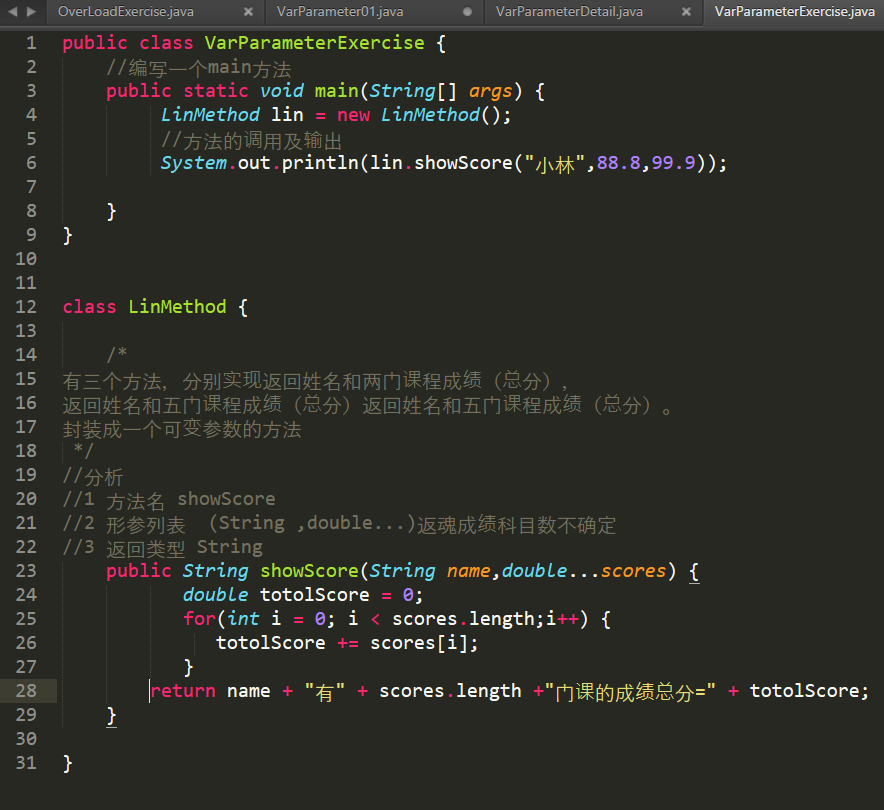 OverLoadExercise.java VarParameter01.java VarParameterDetail.java VarParameterExercise.java
1 public class VarParameterExercise {
2 //编写一个main方法
3 public static void main(String[] args) {
4 LinMethod lin = new LinMethod();
5 //方法的调用及输出
6 System.out.println(lin.showScore("小林",88.8,99.9));
7
8 }
9 }
10
11
12 class LinMethod {
13
14 /*
15 有三个方法，分别实现返回姓名和两门课程成绩（总分），
16 返回姓名和五门课程成绩（总分）返回姓名和五门课程成绩（总分）。
17 封装成一个可变参数的方法
18 */
19 //分析
20 //1 方法名 showScore
21 //2 形参列表 （String ,double...)返魂成绩科目数不确定
22 //3 返回类型 String
23 public String showScore(String name,double...scores) {
24 double totolScore = 0;
25 for(int i = 0; i < scores.length;i++) {
26 totolScore += scores[i];
27 }
28 return name + "有" + scores.length +"门课的成绩总分=" + totolScore;
29 }
30
31 }